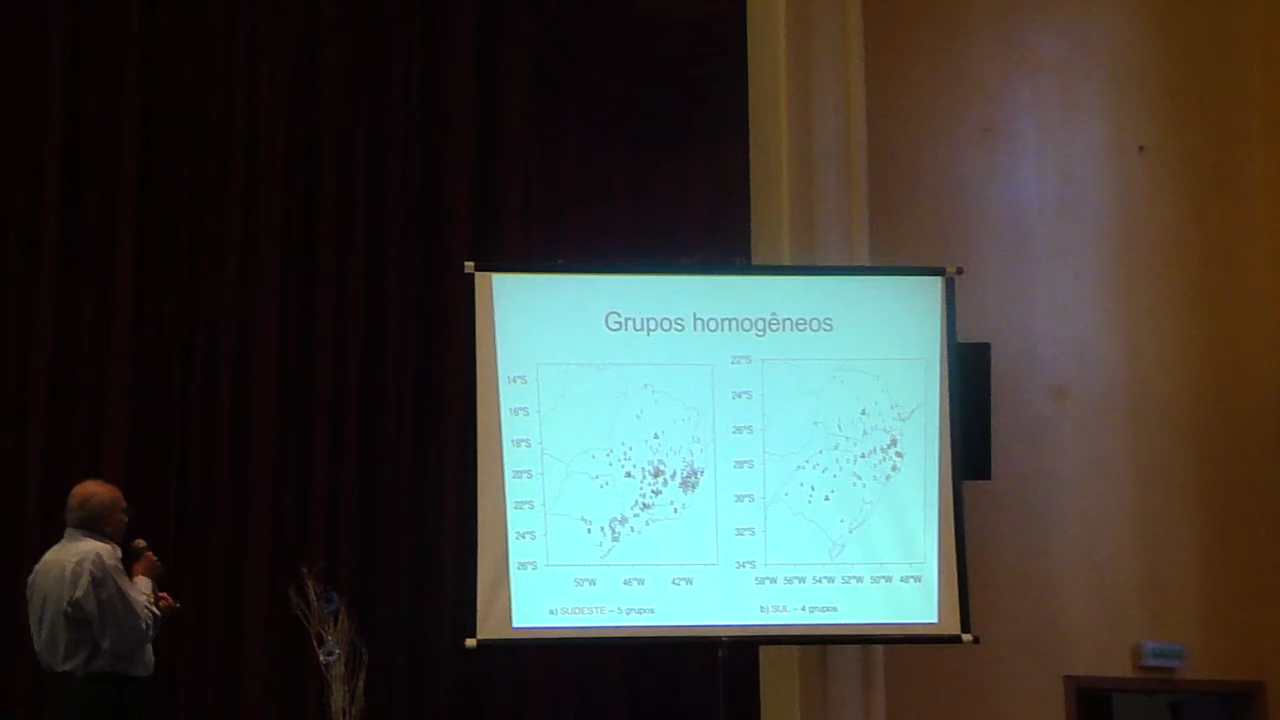 Grupos homogêneos
14°S
16°S
18°S
20°S
22°S
24°S
26°S
50°W 46°W 42°W
a) SUDESTE – 5 grupos
22°S
24°S
26°S
28°S
30°S
32°S
34°S
58°W 56°W 54°W 52°W 50°W 48°W
b) SUL – 4 grupos